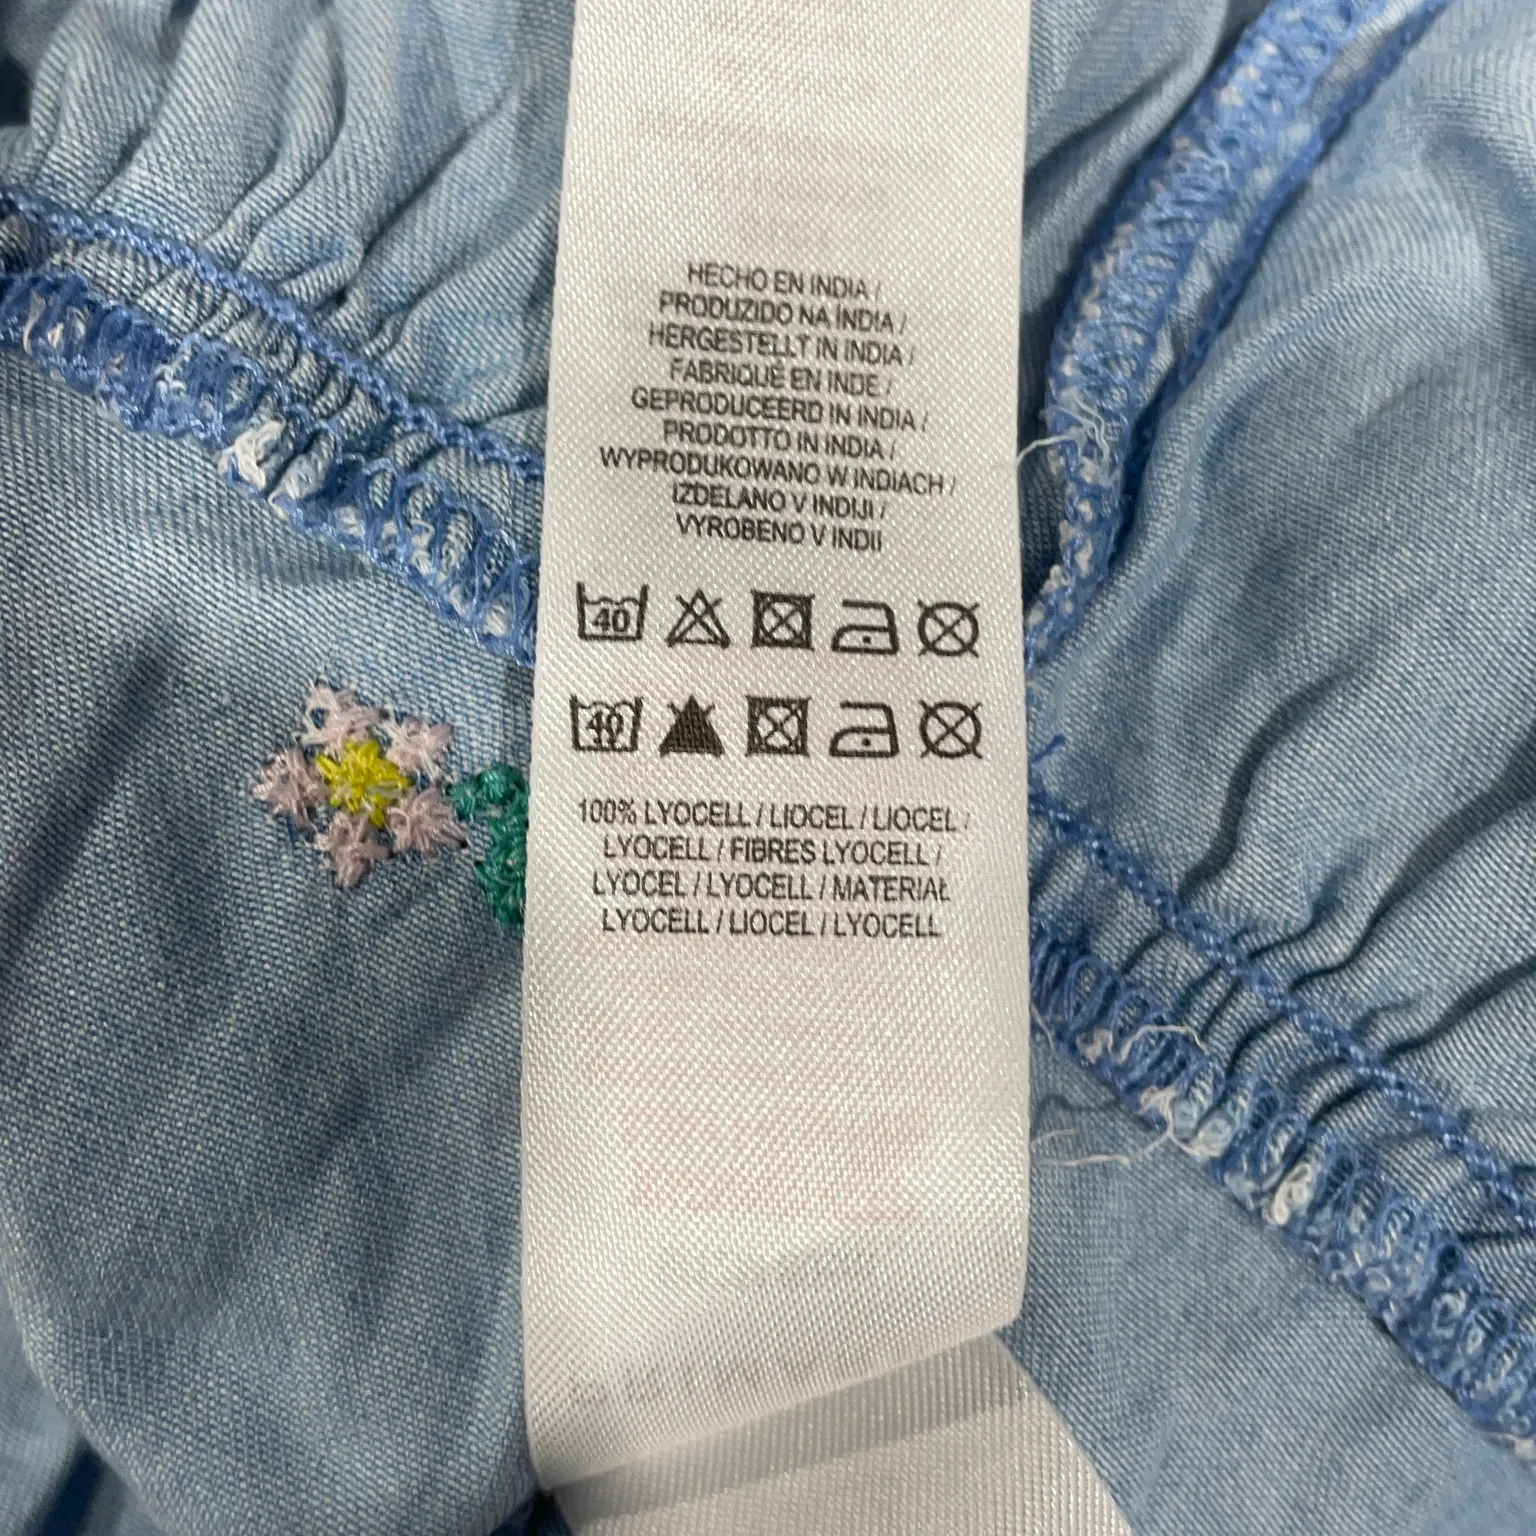 HECHO EN INDIA /
PRODUZIDO NA ÍNDIA /
HERGESTELLT IN INDIA /
FABRIQUÉ EN INDE /
GEPRODUCEERD IN INDIA /
PRODOTTO IN INDIA /
WYPRODUKOWANO W INDIACH /
IZDELANO V INDIJI /
VYROBENO V INDII
40
40
100% LYOCELL / LIOCEL / LIOCEL /
LYOCELL / FIBRES LYOCELL /
LYOCEL / LYOCELL / MATERIAŁ
LYOCELL / LIOCEL / LYOCELL